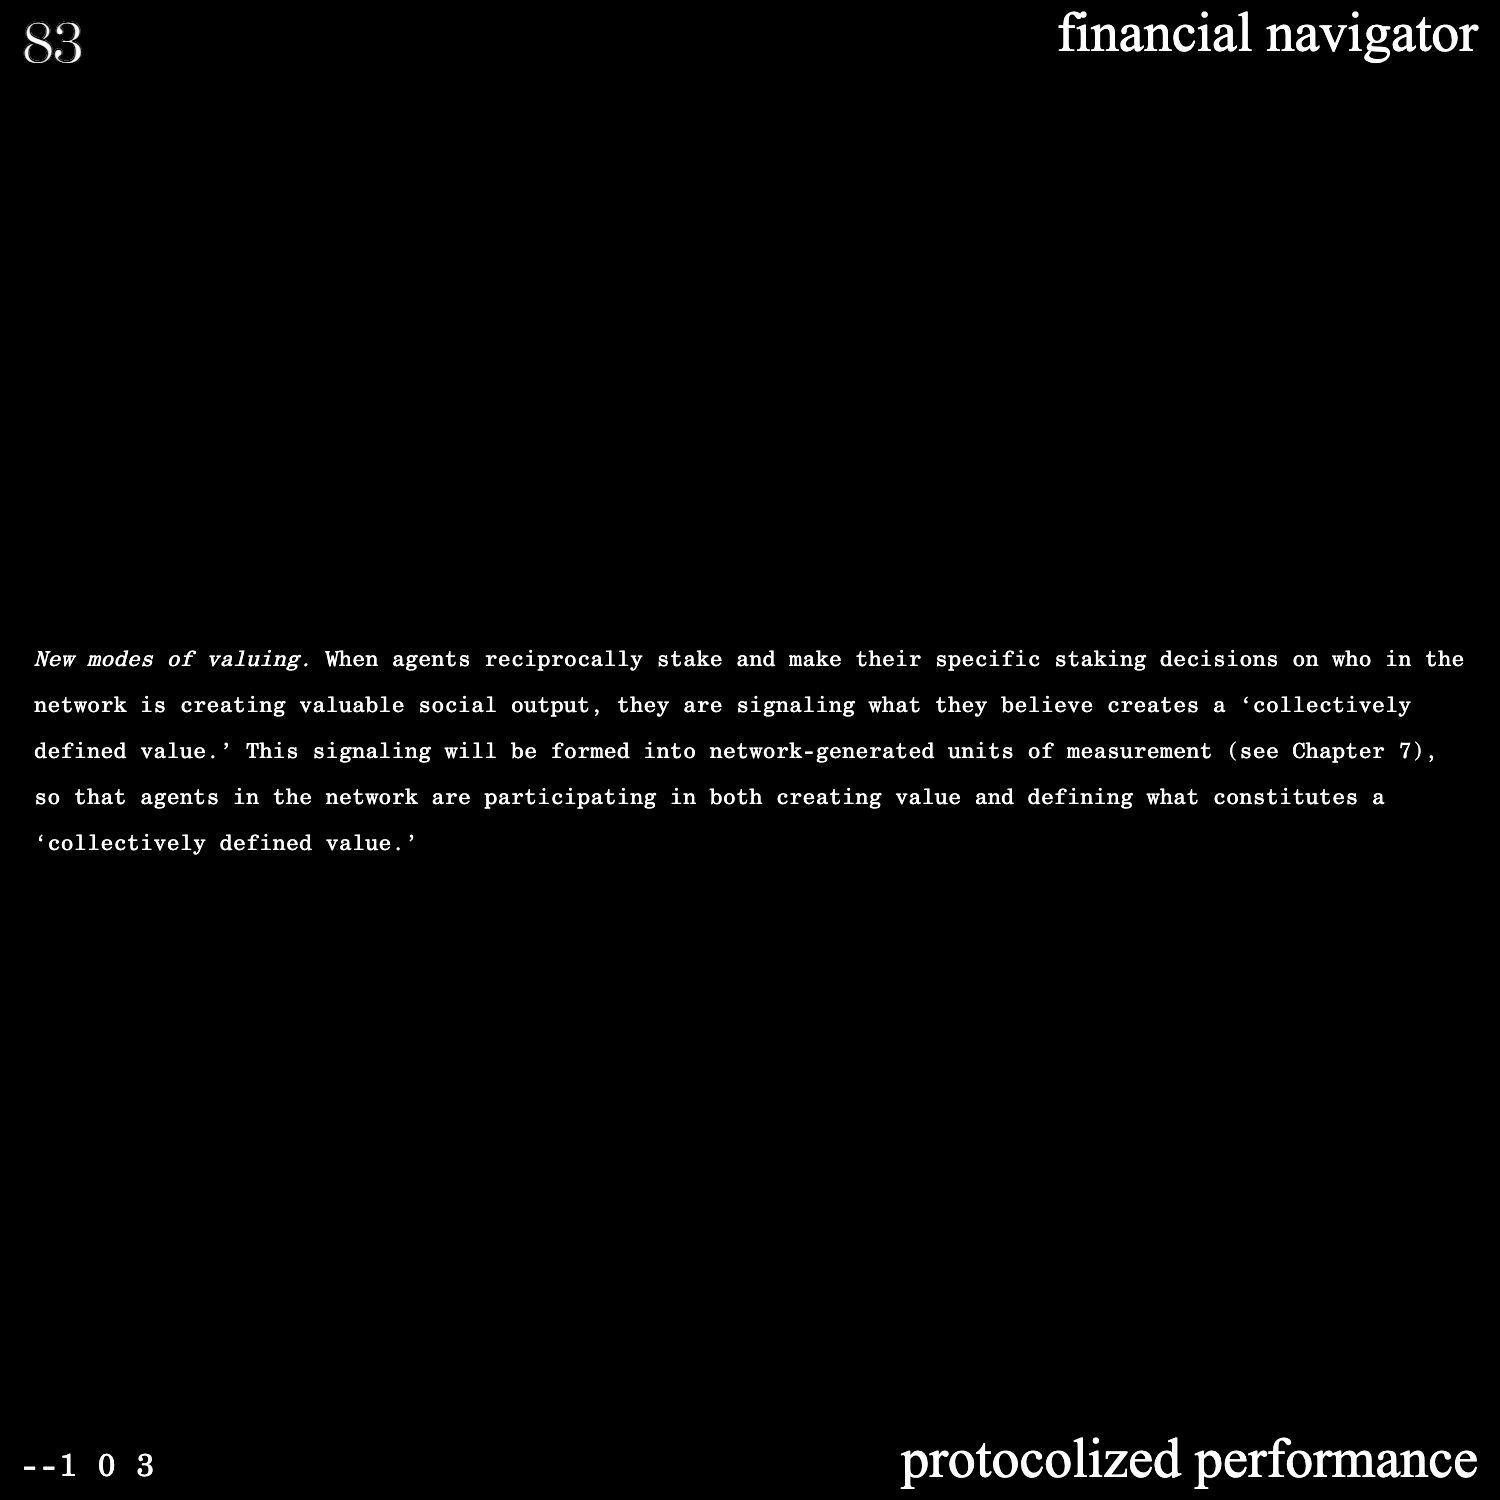 83
financial navigator
New modes of valuing. When agents reciprocally stake and make their specific staking decisions on who in the
network is creating valuable social output, they are signaling what they believe creates a ‘collectively
defined value.’ This signaling will be formed into network-generated units of measurement (see Chapter 7),
so that agents in the network are participating in both creating value and defining what constitutes a
‘collectively defined value.’
--1 0 3
protocolized performance